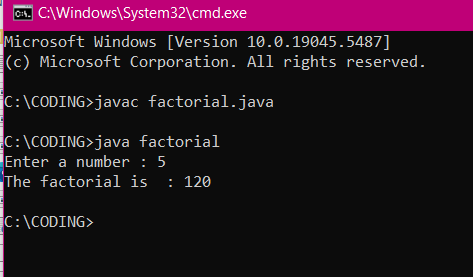 C:\Windows\System32\cmd.exe
Microsoft Windows [Version 10.0.19045.5487]
(c) Microsoft Corporation. All rights reserved.
C:\CODING>javac factorial.java
C:\CODING>java factorial
Enter a number : 5
The factorial is  : 120
C:\CODING>